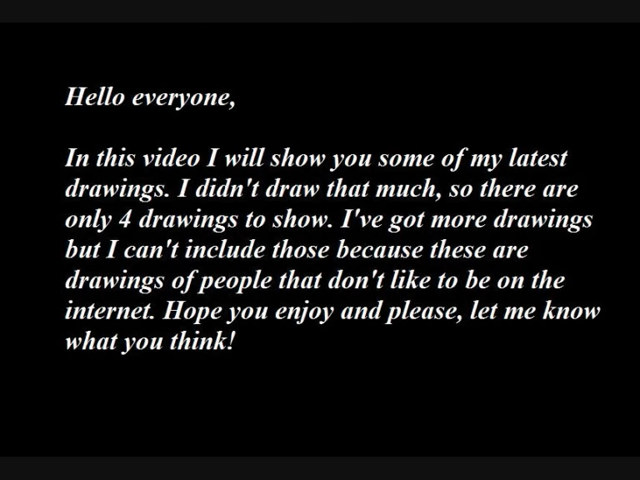 Hello everyone,
In this video I will show you some of my latest
drawings. I didn't draw that much, so there are
only 4 drawings to show. I've got more drawings
but I can't include those because these are
drawings of people that don't like to be on the
internet. Hope you enjoy and please, let me know
what you think!